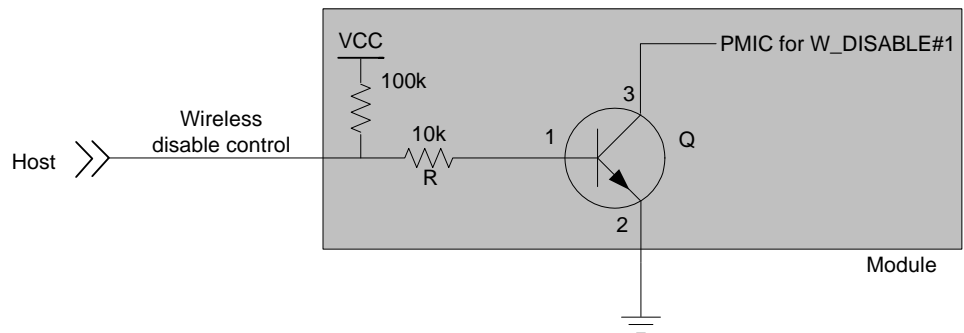 VCC
PMIC for W_DISABLE#1
100k
3
Wireless
disable control
10k
1
Q
Host
R
2
Module